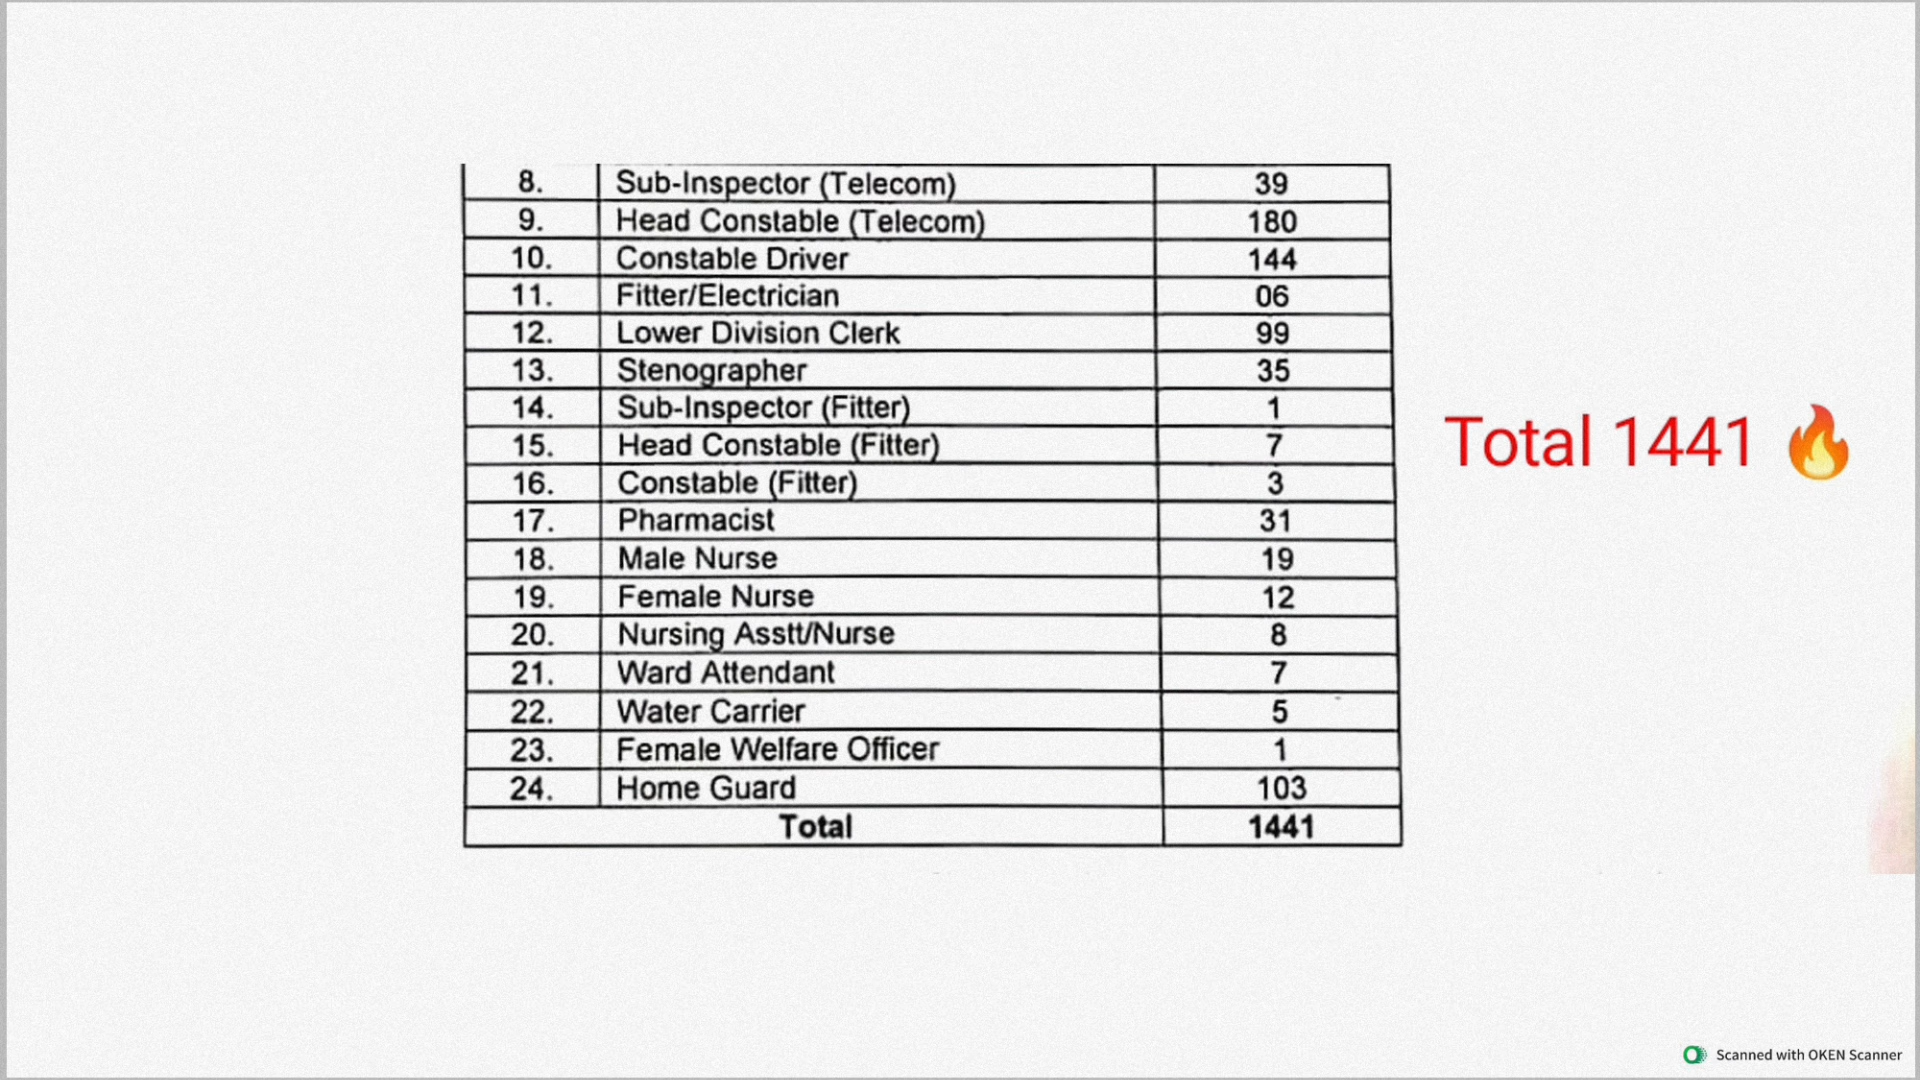 8. Sub-Inspector (Telecom) 39
9. Head Constable (Telecom) 180
10. Constable Driver 144
11. Fitter/Electrician 06
12. Lower Division Clerk 99
13. Stenographer 35
14. Sub-Inspector (Fitter) 1
15. Head Constable (Fitter) 7
16. Constable (Fitter) 3
17. Pharmacist 31
18. Male Nurse 19
19. Female Nurse 12
20. Nursing Asstt/Nurse 8
21. Ward Attendant 7
22. Water Carrier 5
23. Female Welfare Officer 1
24. Home Guard 103
Total 1441
Total 1441 🔥
Scanned with OKEN Scanner